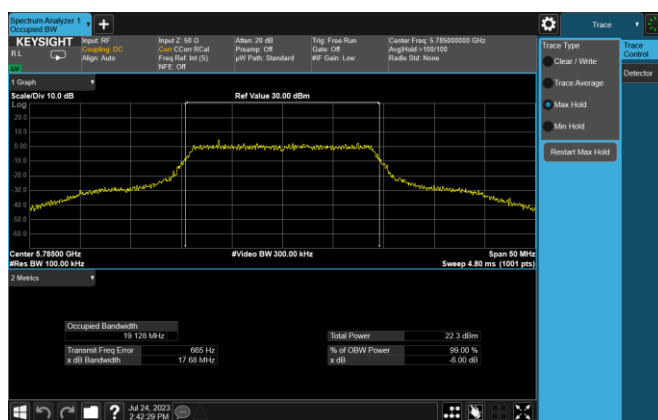 Spectrum Analyzer 1
Occupied BW
Trace
KEYSIGHT
R L
Input: RF
Coupling: DC
Align: Auto
Input Z: 50 Ω
Corr CCorr RCal
Freq Ref: Int (S)
NFE: Off
Atten: 20 dB
Preamp: Off
µW Path: Standard
Trig: Free Run
Gate: Off
#IF Gain: Low
Center Freq: 5.785000000 GHz
Avg|Hold:>100/100
Radio Std: None
Trace Type
Clear / Write
Trace Average
Max Hold
Min Hold
Restart Max Hold
Trace Control
Detector
1 Graph
Scale/Div 10.0 dB
Ref Value 30.00 dBm
Log
20.0
10.0
0.00
-10.0
-20.0
-30.0
-40.0
-50.0
-60.0
Center 5.78500 GHz
#Video BW 300.00 kHz
Span 50 MHz
#Res BW 100.00 kHz
Sweep 4.80 ms (1001 pts)
2 Metrics
Occupied Bandwidth
19.128 MHz
Total Power 22.3 dBm
Transmit Freq Error 665 Hz
% of OBW Power 99.00 %
x dB Bandwidth 17.68 MHz
x dB -6.00 dB
Jul 24, 2023
2:42:29 PM